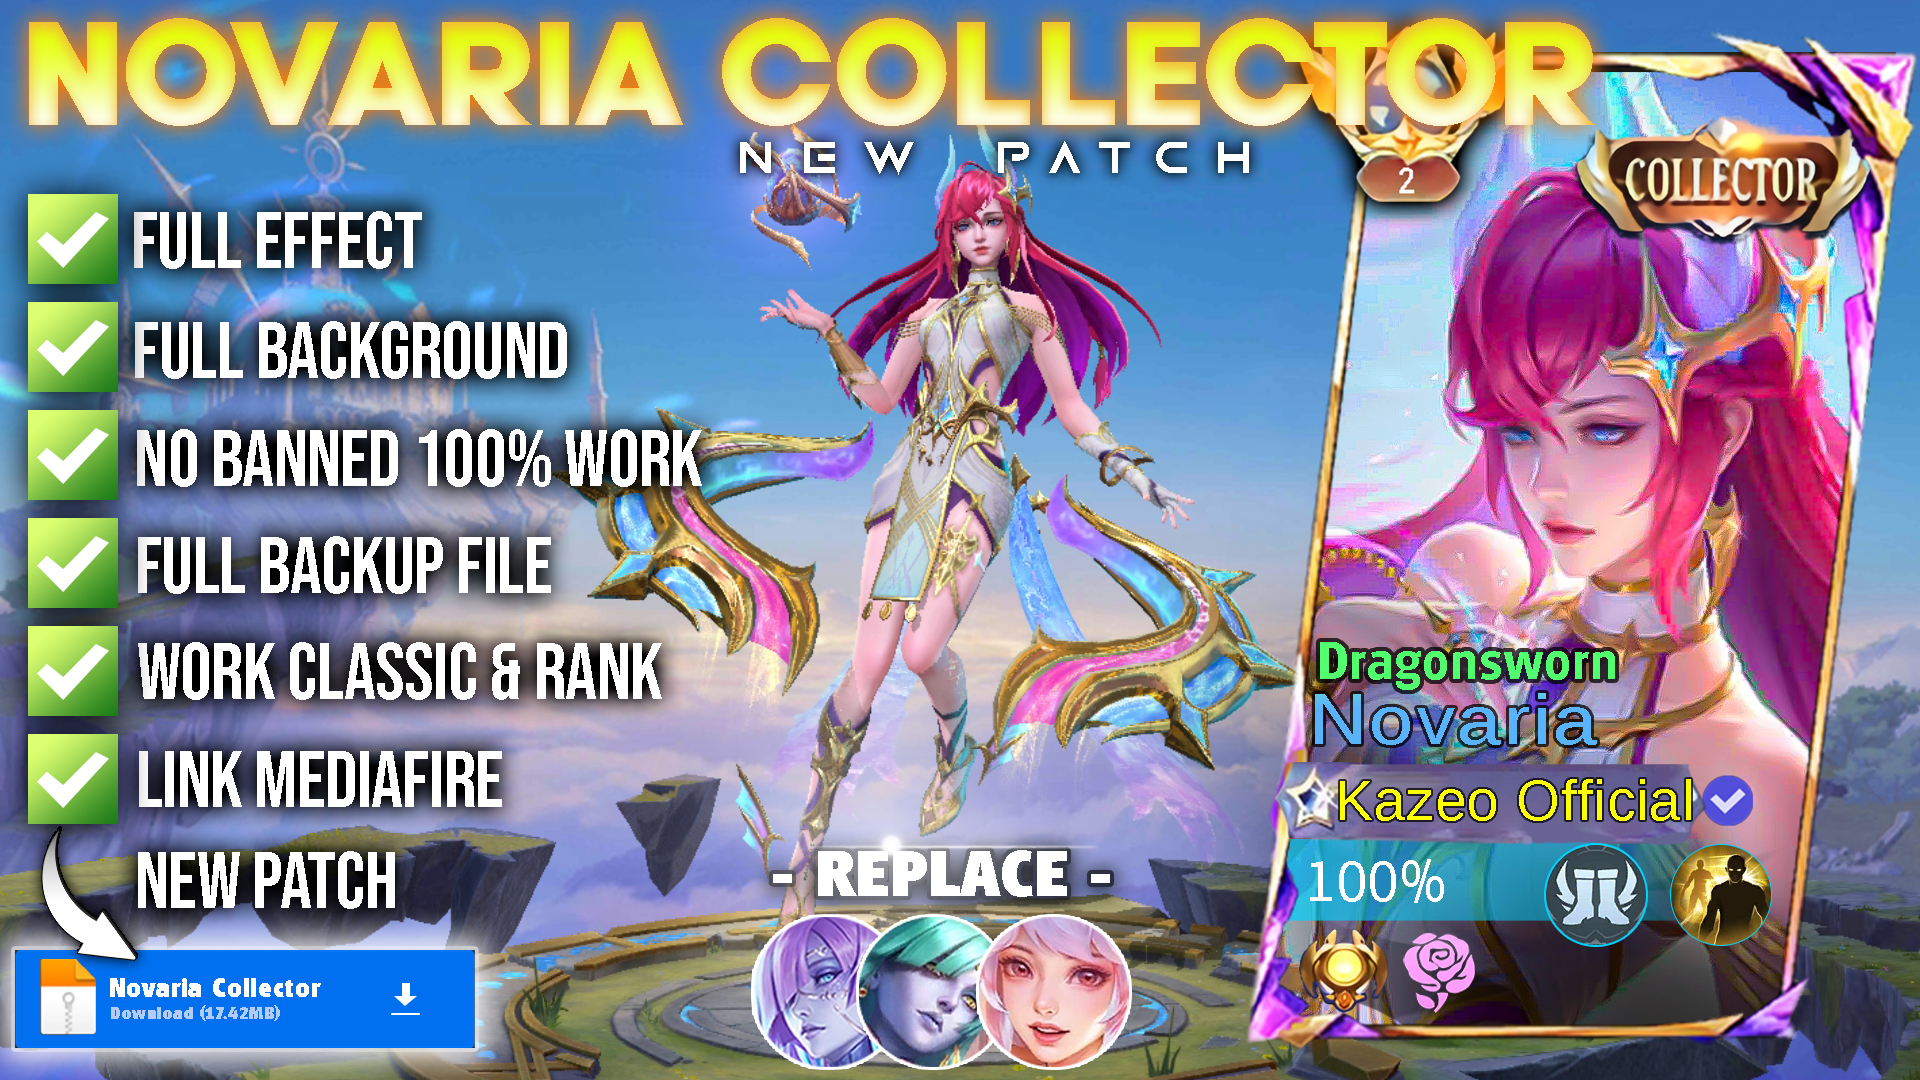 NOVARIA COLLECTOR
NEW PATCH
2
COLLECTOR
FULL EFFECT
FULL BACKGROUND
NO BANNED 100% WORK
FULL BACKUP FILE
WORK CLASSIC & RANK
LINK MEDIAFIRE
NEW PATCH
Novaria Collector
Download (17.42MB)
- REPLACE -
Dragonsworn
Novaria
Kazeo Official
100%